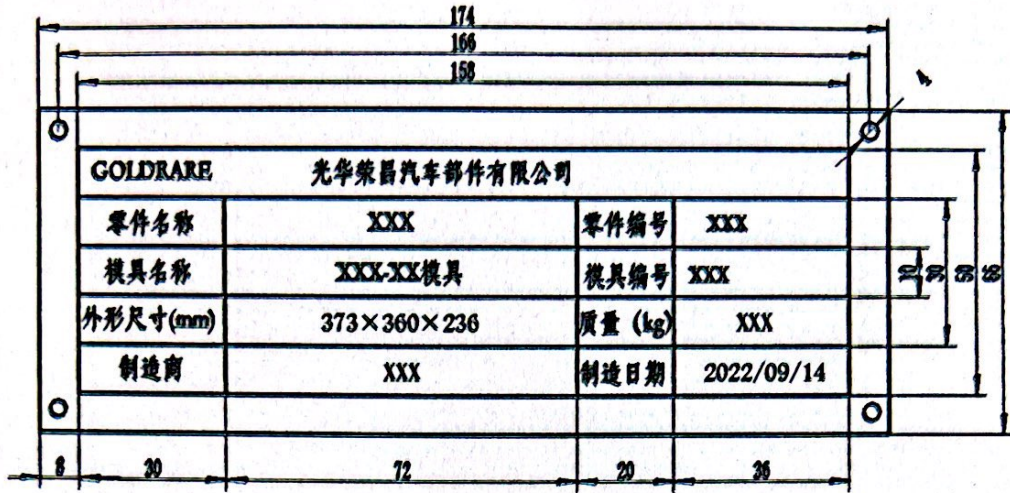 174
166
158
4
GOLDRARE 光华荣昌汽车部件有限公司
零件名称 XXX 零件编号 XXX
模具名称 XXX-XX模具 模具编号 XXX
外形尺寸(mm) 373×360×236 质量 (kg) XXX
制造商 XXX 制造日期 2022/09/14
8 30 72 20 36